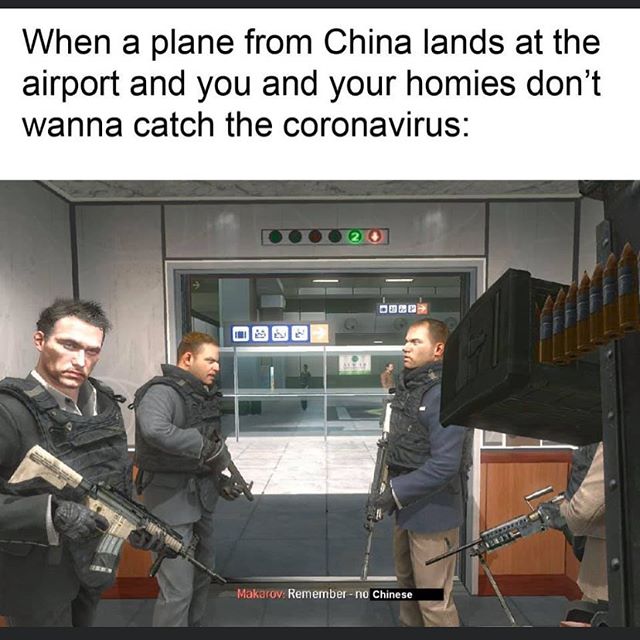 When a plane from China lands at the
airport and you and your homies don't
wanna catch the coronavirus:
2
Makarov: Remember - no Chinese